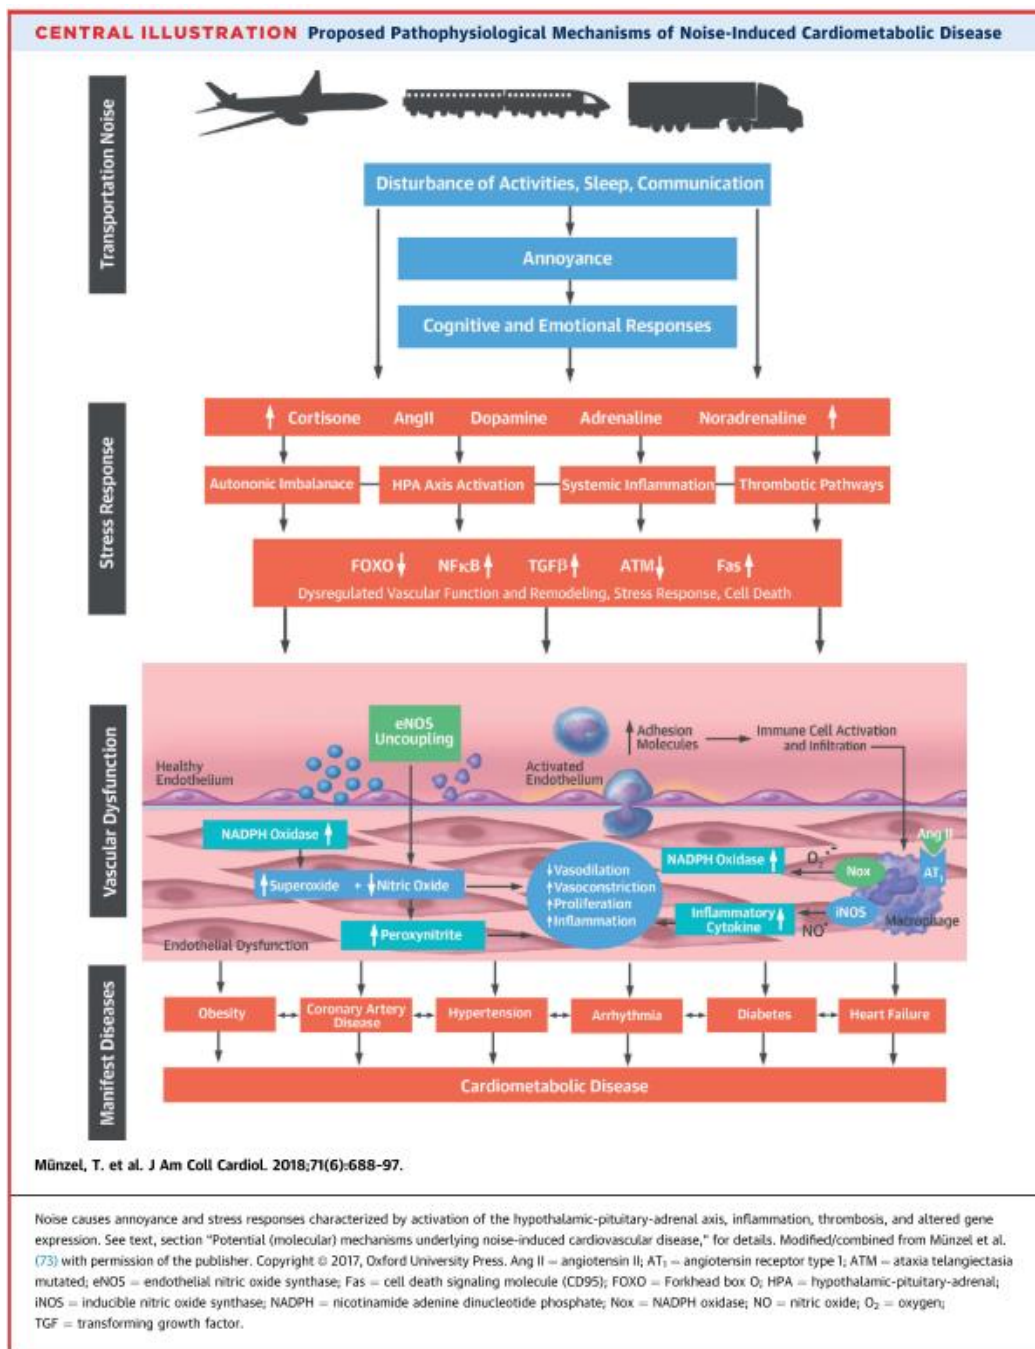 CENTRAL ILLUSTRATION Proposed Pathophysiological Mechanisms of Noise-Induced Cardiometabolic Disease
Transportation Noise
Disturbance of Activities, Sleep, Communication
Annoyance
Cognitive and Emotional Responses
Stress Response
↑ Cortisone AngII Dopamine Adrenaline Noradrenaline ↑
Autononic Imbalanace HPA Axis Activation Systemic Inflammation Thrombotic Pathways
FOXO↓ NFκB↑ TGFβ↑ ATM↓ Fas↑
Dysregulated Vascular Function and Remodeling, Stress Response, Cell Death
Vascular Dysfunction
eNOS
Uncoupling
↑Adhesion
Molecules
Immune Cell Activation
and Infiltration
Healthy
Endothelium
Activated
Endothelium
NADPH Oxidase↑
↑Superoxide + ↓Nitric Oxide
↑Peroxynitrite
Endothelial Dysfunction
↓Vasodilation
↑Vasoconstriction
↑Proliferation
↑Inflammation
NADPH Oxidase↑
O₂•−
Nox
Ang II
AT₁
Inflammatory
Cytokine↑
iNOS
NO•
Macrophage
Manifest Diseases
Obesity
Coronary Artery
Disease
Hypertension
Arrhythmia
Diabetes
Heart Failure
Cardiometabolic Disease
Münzel, T. et al. J Am Coll Cardiol. 2018;71(6):688-97.
Noise causes annoyance and stress responses characterized by activation of the hypothalamic-pituitary-adrenal axis, inflammation, thrombosis, and altered gene
expression. See text, section "Potential (molecular) mechanisms underlying noise-induced cardiovascular disease," for details. Modified/combined from Münzel et al.
(73) with permission of the publisher. Copyright © 2017, Oxford University Press. Ang II = angiotensin II; AT₁ = angiotensin receptor type 1; ATM = ataxia telangiectasia
mutated; eNOS = endothelial nitric oxide synthase; Fas = cell death signaling molecule (CD95); FOXO = Forkhead box O; HPA = hypothalamic-pituitary-adrenal;
iNOS = inducible nitric oxide synthase; NADPH = nicotinamide adenine dinucleotide phosphate; Nox = NADPH oxidase; NO = nitric oxide; O₂ = oxygen;
TGF = transforming growth factor.